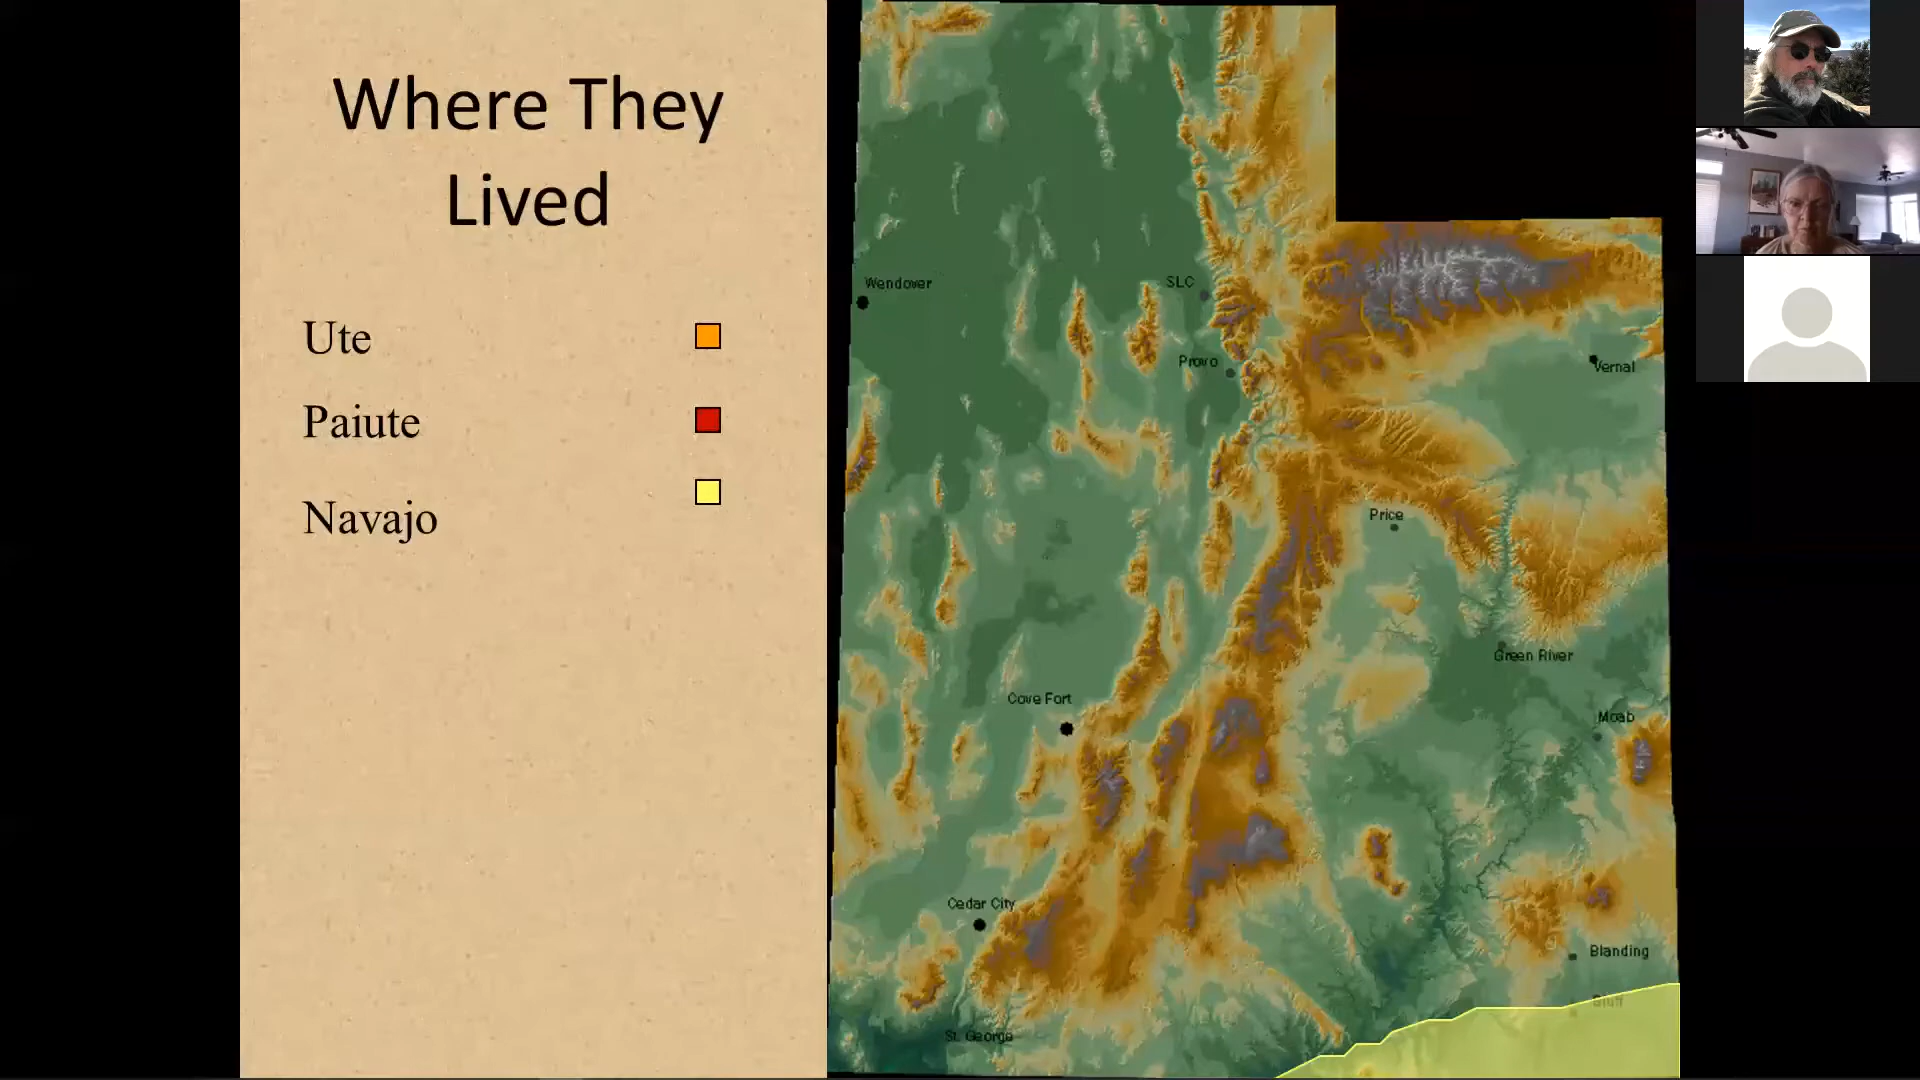 Where They
Lived
Ute
Paiute
Navajo
Wendover
SLC
Provo
Vernal
Price
Green River
Cove Fort
Moab
Cedar City
Blanding
Bluff
St. George